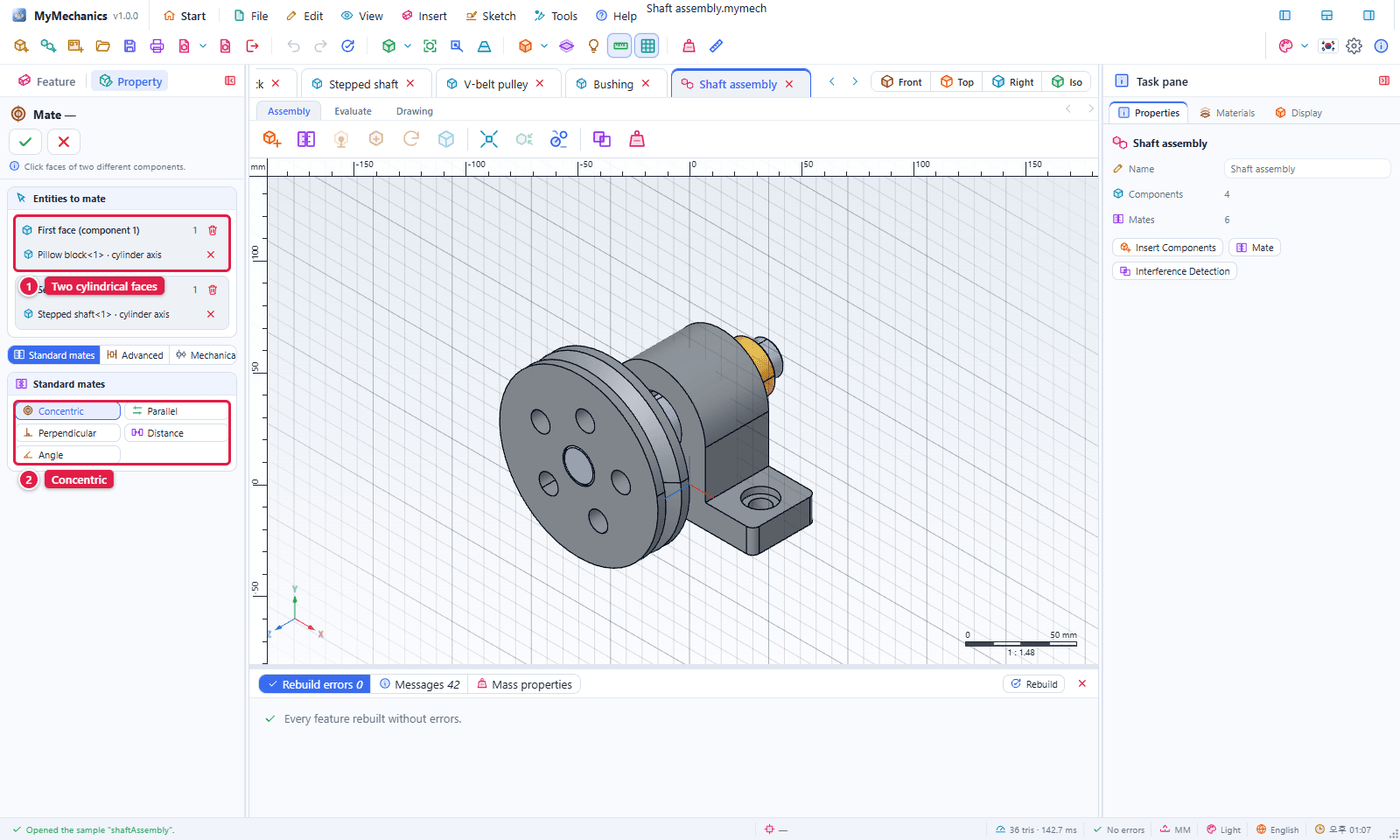 MyMechanics v1.0.0
Start
File
Edit
View
Insert
Sketch
Tools
Help
Shaft assembly.mymech
Feature
Property
Stepped shaft
V-belt pulley
Bushing
Shaft assembly
Front
Top
Right
Iso
Task pane
Mate —
Click faces of two different components.
Entities to mate
First face (component 1) 1
Pillow block<1> · cylinder axis
1 Two cylindrical faces
1
Stepped shaft<1> · cylinder axis
Standard mates
Advanced
Mechanica
Standard mates
Concentric
Parallel
Perpendicular
Distance
Angle
2 Concentric
Assembly
Evaluate
Drawing
mm -150 -100 -50 0 50 100 150
100
50
0
50
Y
X
Z
0 50 mm
1 : 1.48
Rebuild errors 0
Messages 42
Mass properties
Rebuild
Every feature rebuilt without errors.
Properties
Materials
Display
Shaft assembly
Name Shaft assembly
Components 4
Mates 6
Insert Components
Mate
Interference Detection
Opened the sample "shaftAssembly".
—
36 tris · 142.7 ms
No errors
MM
Light
English
오후 01:07